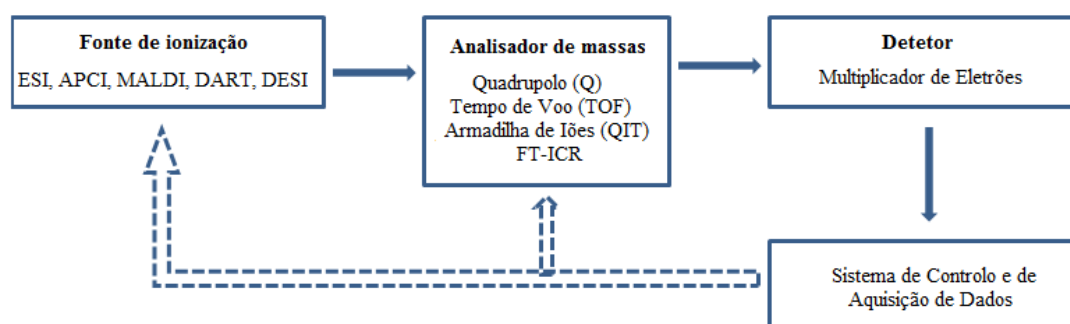 Fonte de ionização
ESI, APCI, MALDI, DART, DESI
Analisador de massas
Quadrupolo (Q)
Tempo de Voo (TOF)
Armadilha de Iões (QIT)
FT-ICR
Detetor
Multiplicador de Eletrões
Sistema de Controlo e de
Aquisição de Dados